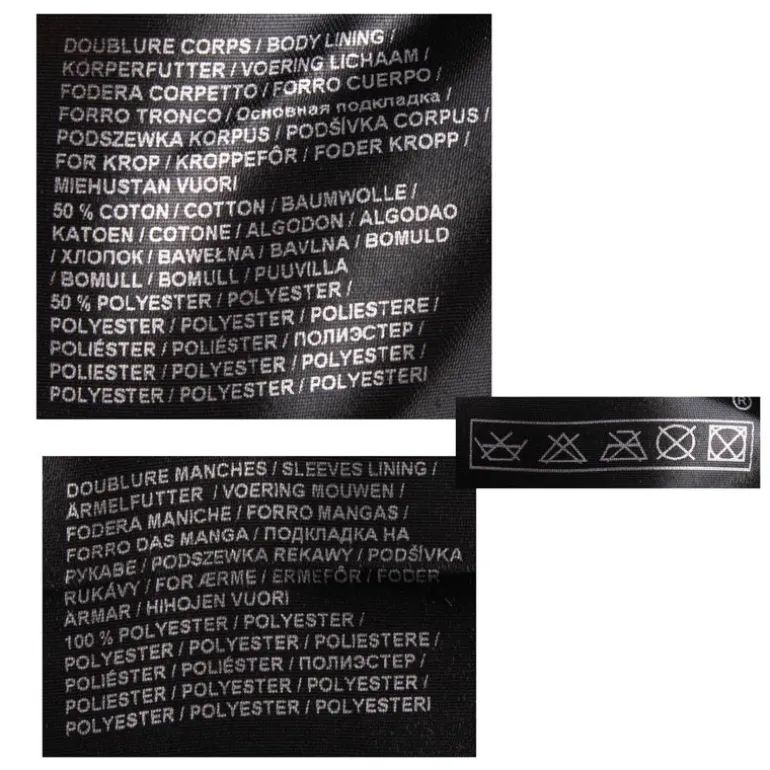 DOUBLURE CORPS / BODY LINING /
KÖRPERFUTTER / VOERING LICHAAM /
FODERA CORPETTO / FORRO CUERPO /
FORRO TRONCO / Основная подкладка /
PODSZEWKA KORPUS / PODŠÍVKA CORPUS /
FOR KROP / KROPPEFÔR / FODER KROPP /
MIEHUSTAN VUORI
50 % COTON / COTTON / BAUMWOLLE /
KATOEN / COTONE / ALGODON / ALGODAO
/ ХЛОПОК / BAWEŁNA / BAVLNA / BOMULD
/ BOMULL / BOMULL / PUUVILLA
50 % POLYESTER / POLYESTER /
POLYESTER / POLYESTER / POLIESTERE /
POLIÉSTER / POLIÉSTER / ПОЛИЭСТЕР /
POLIESTER / POLYESTER / POLYESTER /
POLYESTER / POLYESTER / POLYESTERI
®
DOUBLURE MANCHES / SLEEVES LINING /
ÄRMELFUTTER / VOERING MOUWEN /
FODERA MANICHE / FORRO MANGAS /
FORRO DAS MANGA / ПОДКЛАДКА НА
РУКАВЕ / PODSZEWKA REKAWY / PODŠÍVKA
RUKÁVY / FOR ÆRME / ERMEFÔR / FODER
ÄRMAR / HIHOJEN VUORI
100 % POLYESTER / POLYESTER /
POLYESTER / POLYESTER / POLIESTERE /
POLIÉSTER / POLIÉSTER / ПОЛИЭСТЕР /
POLIESTER / POLYESTER / POLYESTER /
POLYESTER / POLYESTER / POLYESTERI